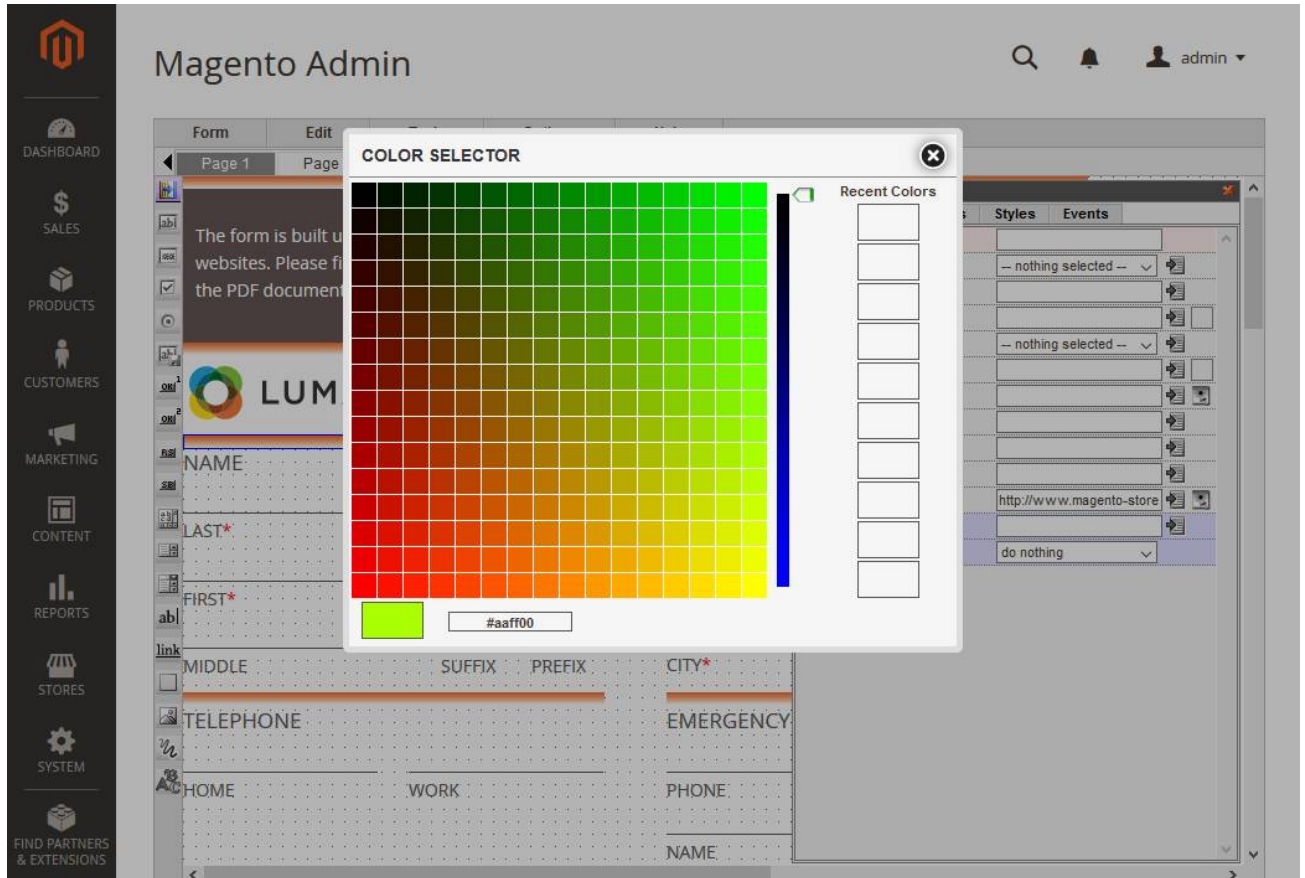 Magento Admin
admin
DASHBOARD
SALES
PRODUCTS
CUSTOMERS
MARKETING
CONTENT
REPORTS
STORES
SYSTEM
FIND PARTNERS
& EXTENSIONS
Form Edit
Page 1 Page
COLOR SELECTOR
Recent Colors
#aaff00
Styles Events
-- nothing selected --
-- nothing selected --
http://www.magento-store
do nothing
The form is built u
websites. Please fi
the PDF document
LUM
NAME
LAST*
FIRST*
MIDDLE SUFFIX PREFIX CITY*
TELEPHONE EMERGENCY
HOME WORK PHONE
NAME
abl
link